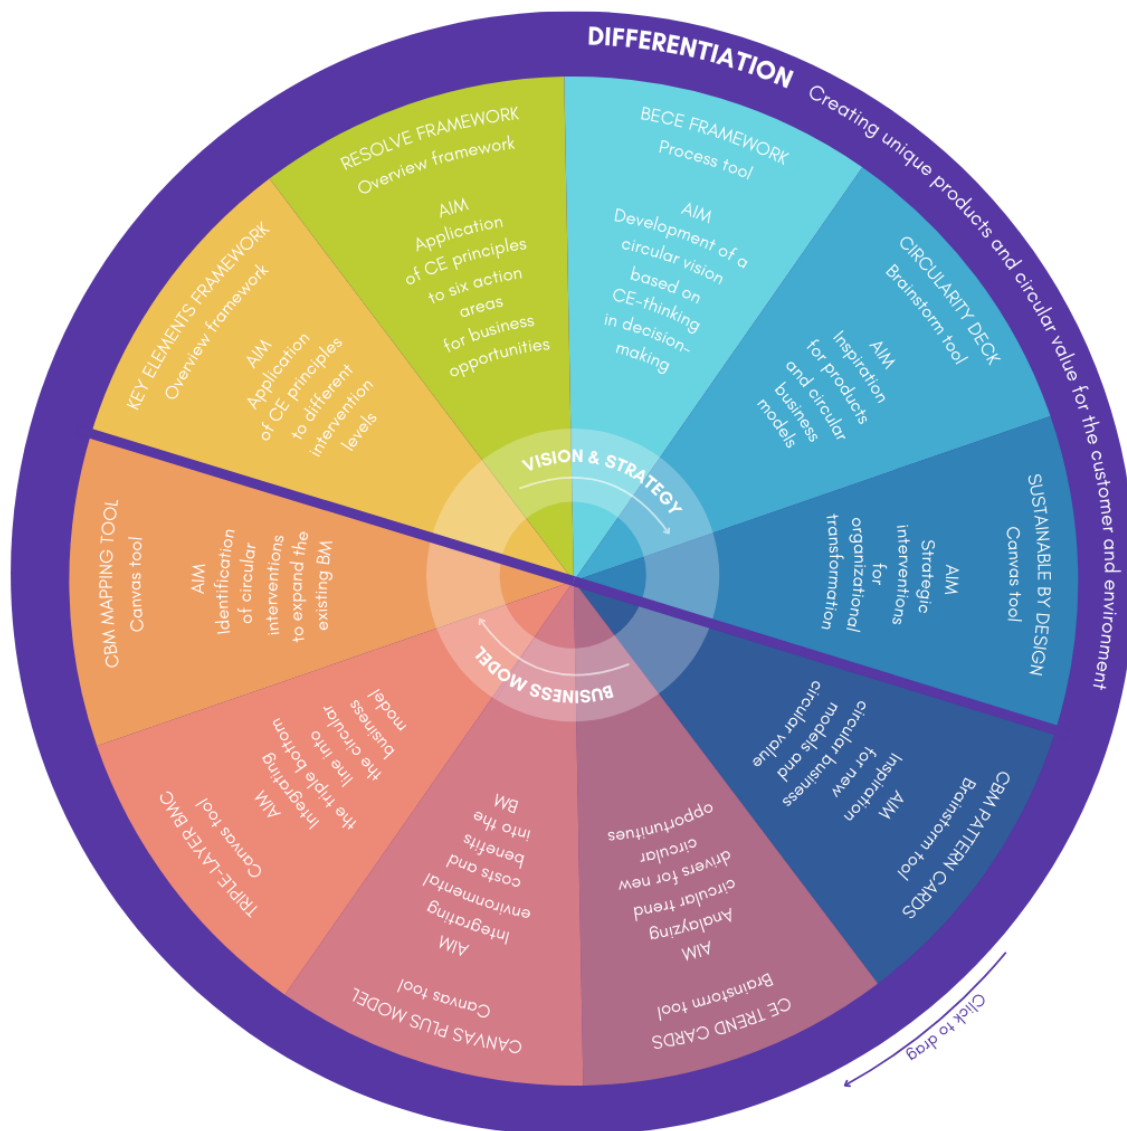 DIFFERENTIATION Creating unique products and circular value for the customer and environment
BECE FRAMEWORK
Process tool
AIM
Development of a
circular vision
based on
CE-thinking
in decision-
making
CIRCULARITY DECK
Brainstorm tool
AIM
Inspiration
for products
and circular
business
models
SUSTAINABLE BY DESIGN
Canvas tool
AIM
Strategic
interventions
for
organizational
transformation
CBM PATTERN CARDS
Brainstorm tool
AIM
Inspiration
for new
circular business
models and
circular value
CE TREND CARDS
Brainstorm tool
AIM
Analayzing
circular trend
drivers for new
circular
opportunitues
CANVAS PLUS MODEL
Canvas tool
AIM
Integrating
environmental
costs and
benefits
into the
BM
TRIPLE-LAYER BMC
Canvas tool
AIM
Integrating
the triple bottom
line into
the circular
business
model
CBM MAPPING TOOL
Canvas tool
AIM
Identification
of circular
interventions
to expand the
existing BM
KEY ELEMENTS FRAMEWORK
Overview framework
AIM
Application
of CE principles
to different
intervention
levels
RESOLVE FRAMEWORK
Overview framework
AIM
Application
of CE principles
to six action
areas
for business
opportunities
VISION & STRATEGY
BUSINESS MODEL
Click to drag